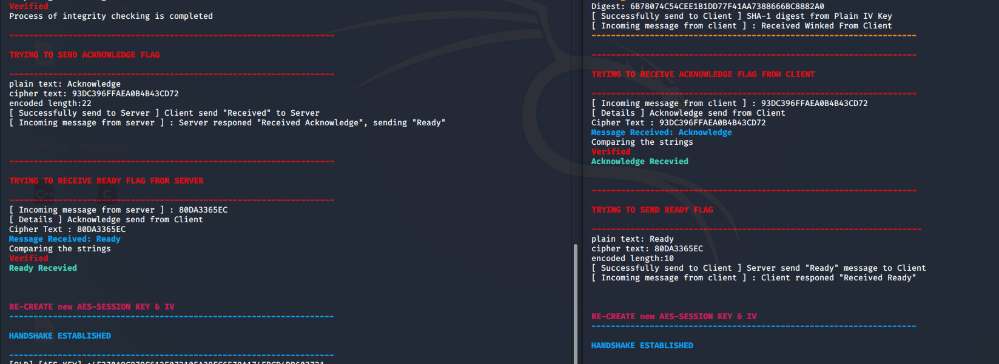 Verified
Process of integrity checking is completed
--------------------------------------------------------------------
TRYING TO SEND ACKNOWLEDGE FLAG
--------------------------------------------------------------------
plain text: Acknowledge
cipher text: 93DC396FFAEA0B4B43CD72
encoded length:22
[ Successfully send to Server ] Client send "Received" to Server
[ Incoming message from server ] : Server responed "Received Acknowledge", sending "Ready"
CryptoAssig... NetSec-Ass...
--------------------------------------------------------------------
TRYING TO RECEIVE READY FLAG FROM SERVER
--------------------------------------------------------------------
[ Incoming message from server ] : 80DA3365EC
[ Details ] Acknowledge send from Client
Cipher Text : 80DA3365EC
Message Received: Ready
Comparing the strings
Verified
Ready Recevied
RE-CREATE new AES-SESSION KEY & IV
--------------------------------------------------------------------
HANDSHAKE ESTABLISHED
--------------------------------------------------------------------
Digest: 6B78074C54CEE1B1DD77F41AA7388666BC8882A0
[ Successfully send to Client ] SHA-1 digest from Plain IV Key
[ Incoming message from client ] : Received Winked From Client
--------------------------------------------------------------------
--------------------------------------------------------------------
TRYING TO RECEIVE ACKNOWLEDGE FLAG FROM CLIENT
--------------------------------------------------------------------
[ Incoming message from client ] : 93DC396FFAEA0B4B43CD72
[ Details ] Acknowledge send from Client
Cipher Text : 93DC396FFAEA0B4B43CD72
Message Received: Acknowledge
Comparing the strings
Verified
Acknowledge Recevied
--------------------------------------------------------------------
TRYING TO SEND READY FLAG
--------------------------------------------------------------------
plain text: Ready
cipher text: 80DA3365EC
encoded length:10
[ Successfully send to Client ] Server send "Ready" message to Client
[ Incoming message from client ] : Client responed "Received Ready"
RE-CREATE new AES-SESSION KEY & IV
--------------------------------------------------------------------
HANDSHAKE ESTABLISHED